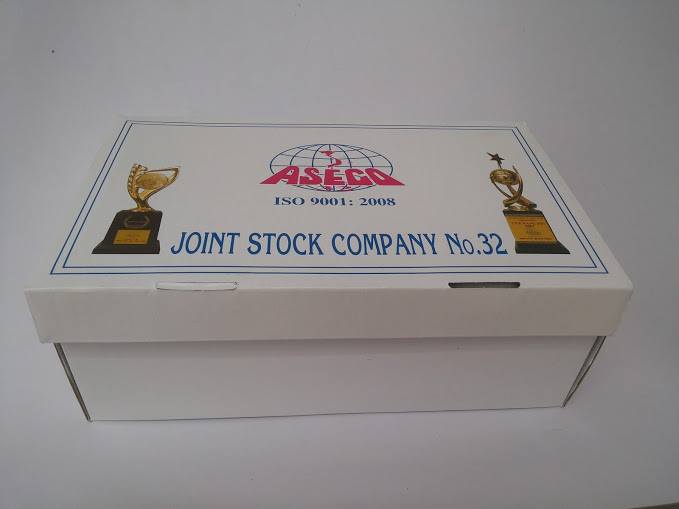 ASECO
ISO 9001: 2008
JOINT STOCK COMPANY No.32